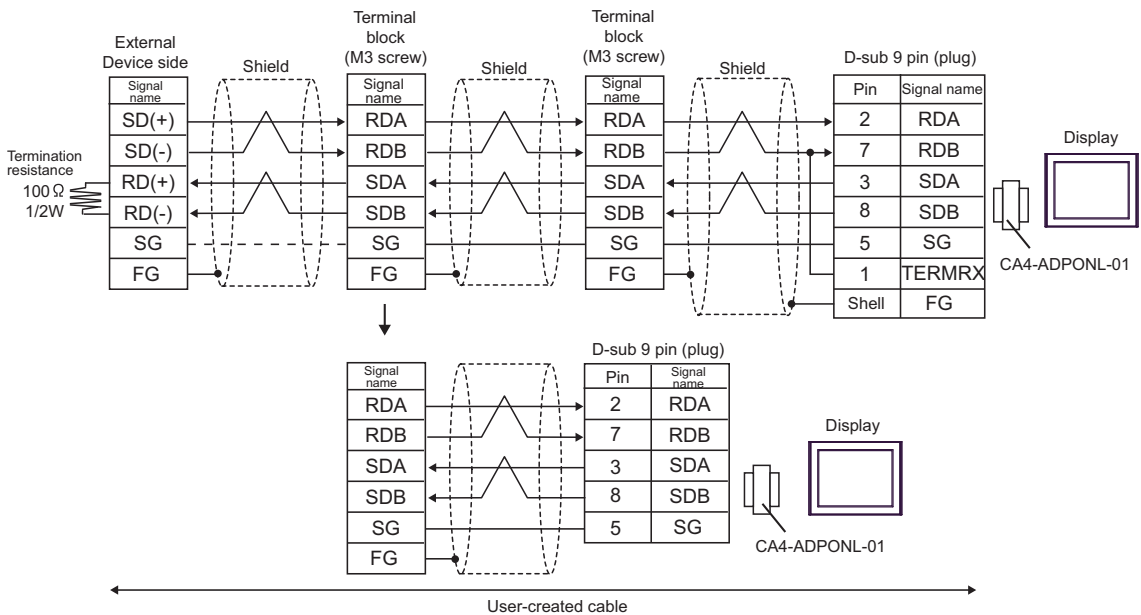 External
Device side
Signal
name
SD(+)
SD(-)
RD(+)
RD(-)
SG
FG
Termination
resistance
100 Ω
1/2W
Shield
Terminal
block
(M3 screw)
Signal
name
RDA
RDB
SDA
SDB
SG
FG
Shield
Terminal
block
(M3 screw)
Signal
name
RDA
RDB
SDA
SDB
SG
FG
Shield
D-sub 9 pin (plug)
Pin Signal name
2 RDA
7 RDB
3 SDA
8 SDB
5 SG
1 TERMRX
Shell FG
Display
CA4-ADPONL-01
Signal
name
RDA
RDB
SDA
SDB
SG
FG
D-sub 9 pin (plug)
Pin Signal
name
2 RDA
7 RDB
3 SDA
8 SDB
5 SG
Display
CA4-ADPONL-01
User-created cable